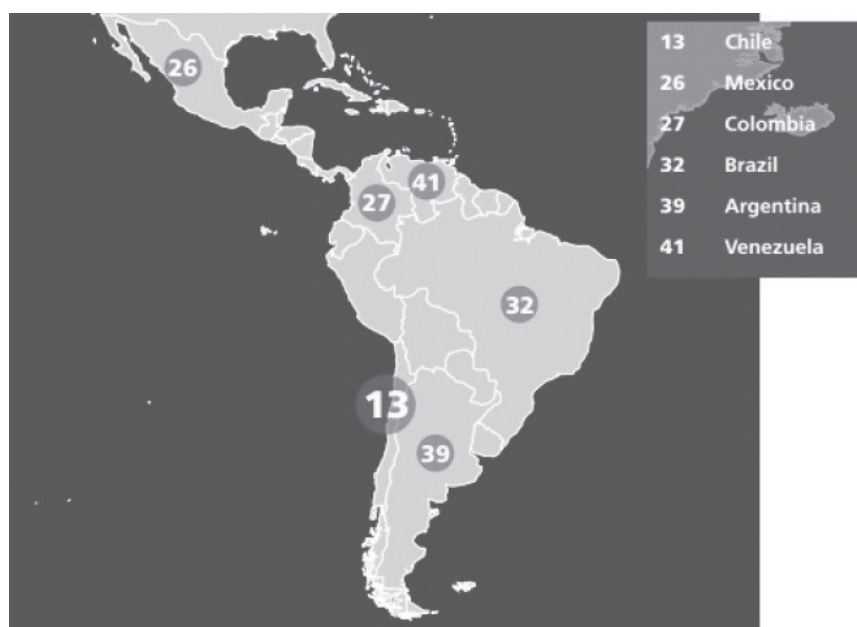 26
41
27
32
13
39
13 Chile
26 Mexico
27 Colombia
32 Brazil
39 Argentina
41 Venezuela